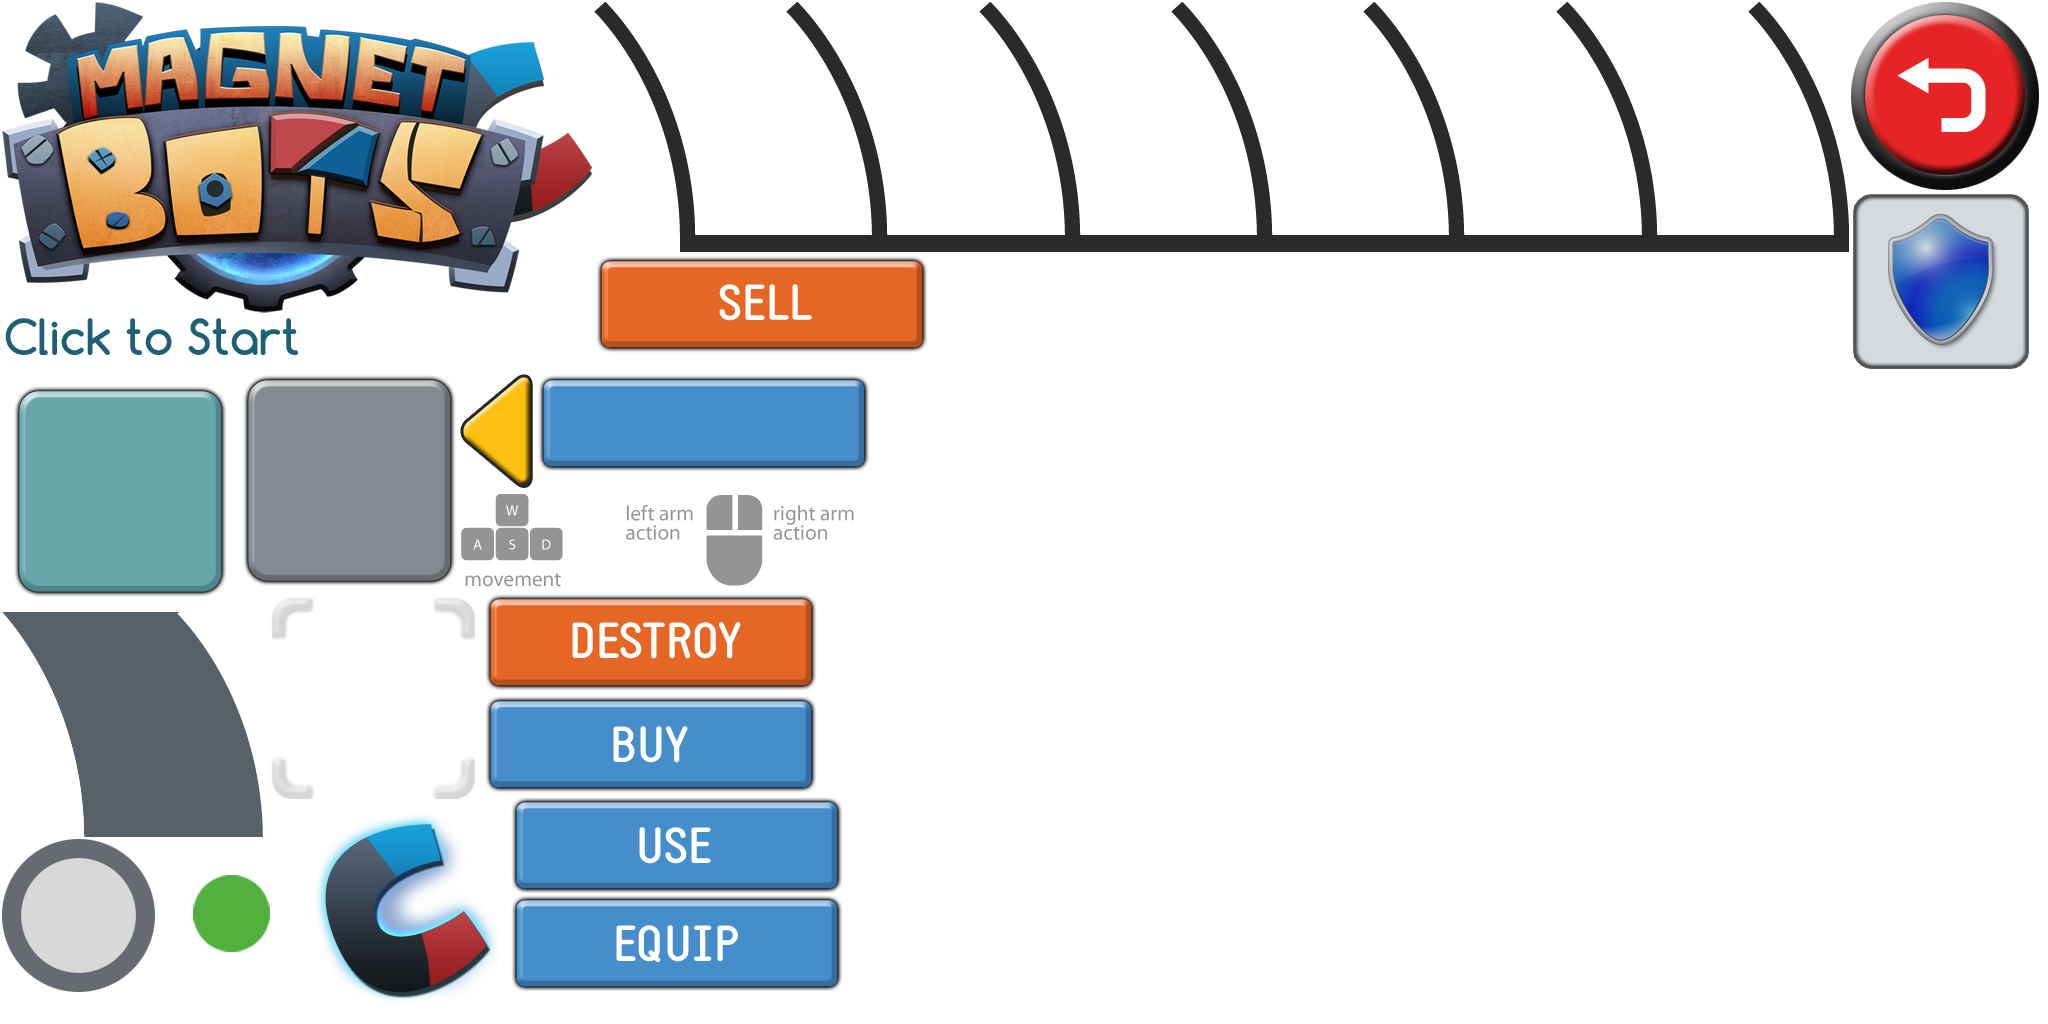 MAGNET
BOTS
Click to Start
SELL
W
A S D
movement
left arm
action
right arm
action
DESTROY
BUY
USE
EQUIP